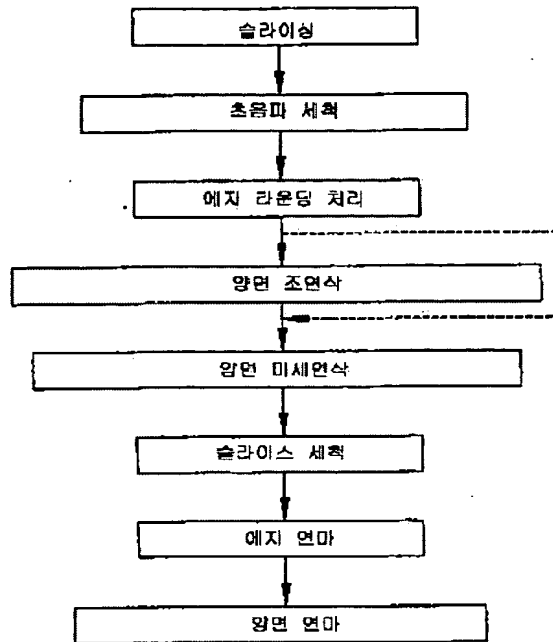 슬라이싱
초음파 세척
에지 라운딩 처리
양면 조연삭
양면 미세연삭
슬라이스 세척
에지 연마
양면 연마